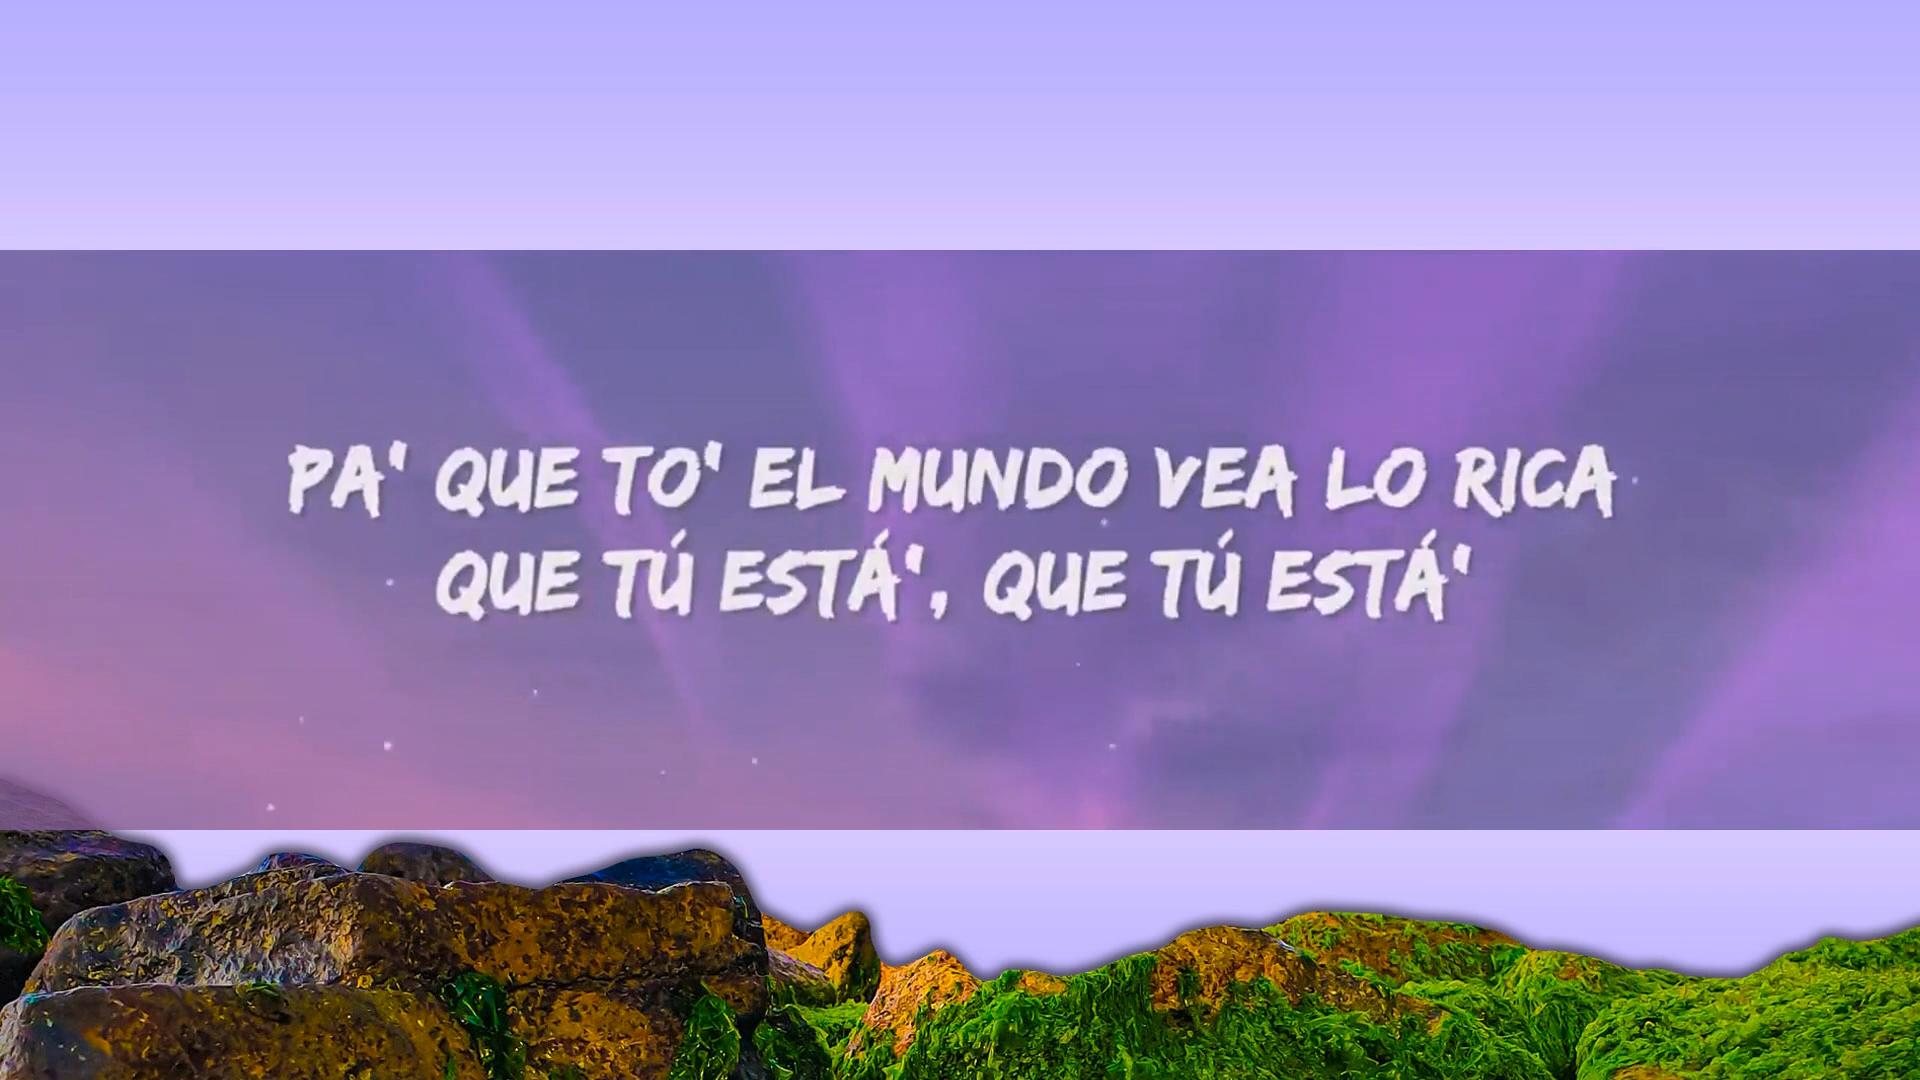 PA' QUE TO' EL MUNDO VEA LO RICA
QUE TÚ ESTÁ', QUE TÚ ESTÁ'